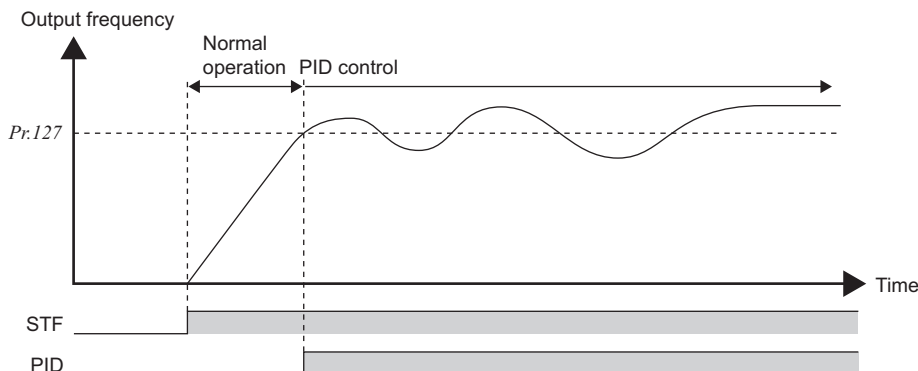 Output frequency
Normal
operation
PID control
Pr.127
Time
STF
PID